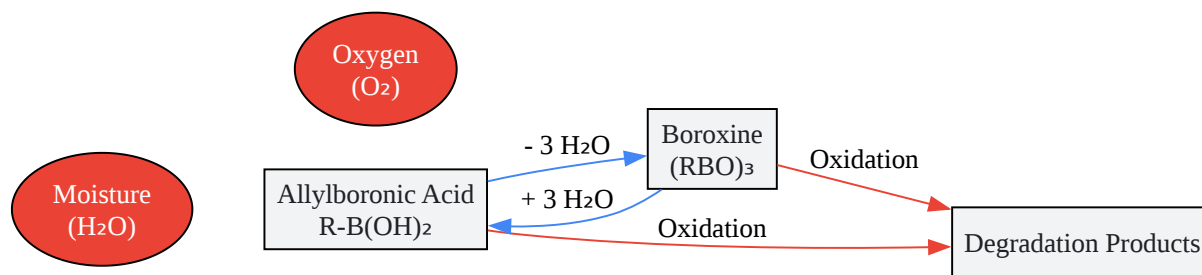 Oxygen
(O₂)
Moisture
(H₂O)
Allylboronic Acid
R-B(OH)₂
- 3 H₂O
+ 3 H₂O
Boroxine
(RBO)₃
Oxidation
Oxidation
Degradation Products